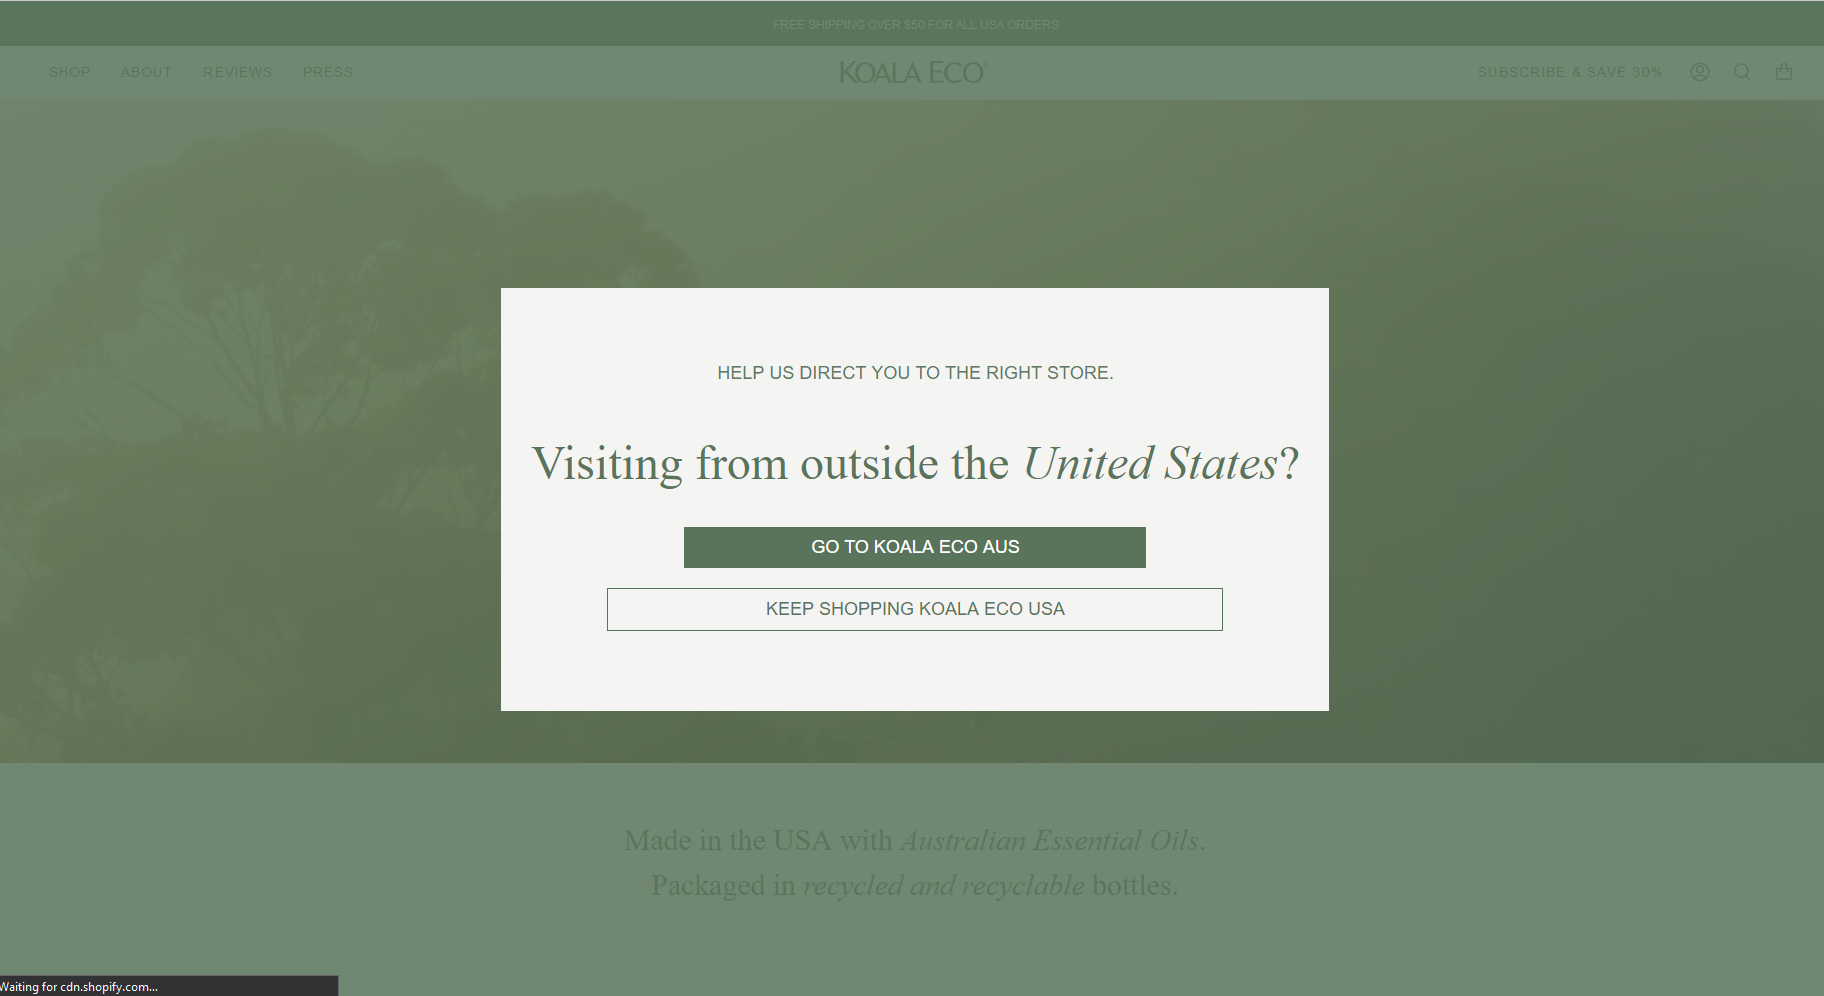 FREE SHIPPING OVER $50 FOR ALL USA ORDERS
SHOP ABOUT REVIEWS PRESS KOALA ECO® SUBSCRIBE & SAVE 30%
HELP US DIRECT YOU TO THE RIGHT STORE.
Visiting from outside the United States?
GO TO KOALA ECO AUS
KEEP SHOPPING KOALA ECO USA
Made in the USA with Australian Essential Oils.
Packaged in recycled and recyclable bottles.
Waiting for cdn.shopify.com...